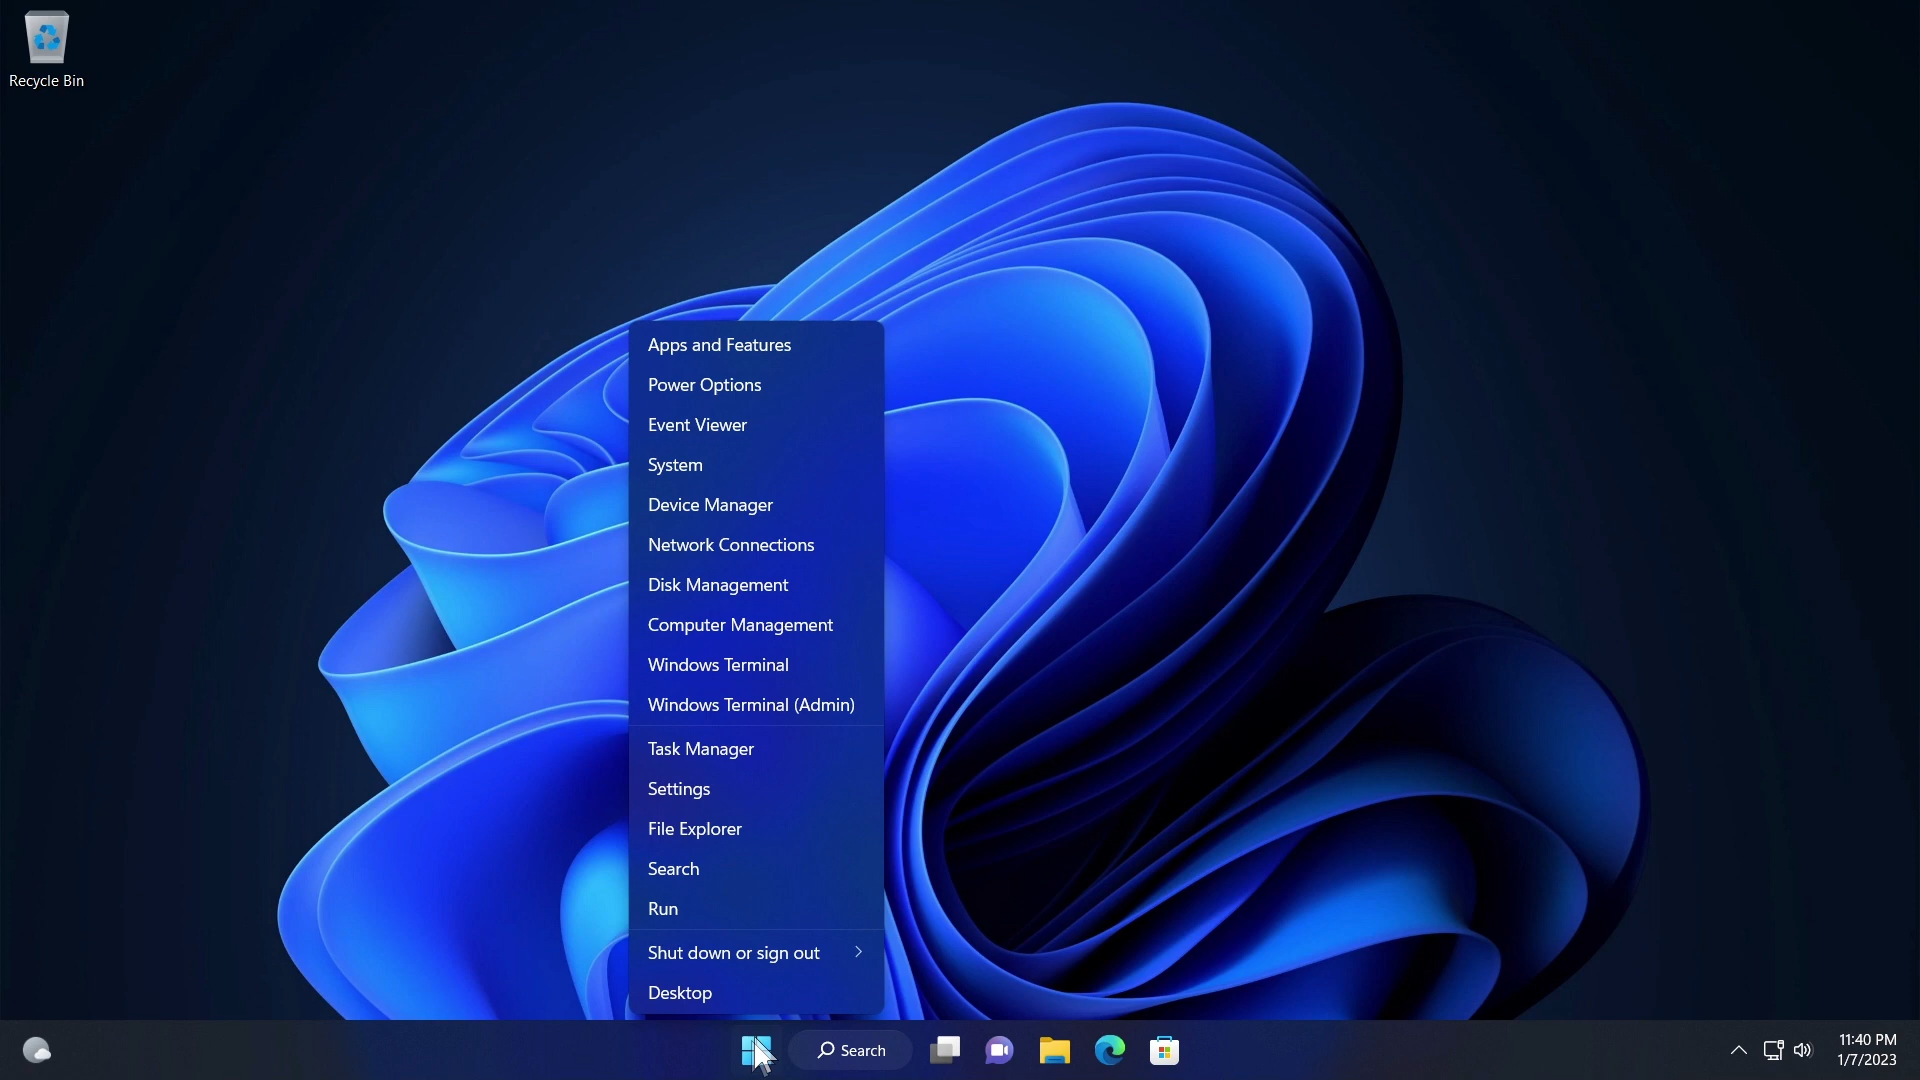 Recycle Bin
Apps and Features
Power Options
Event Viewer
System
Device Manager
Network Connections
Disk Management
Computer Management
Windows Terminal
Windows Terminal (Admin)
Task Manager
Settings
File Explorer
Search
Run
Shut down or sign out
Desktop
Search
11:40 PM
1/7/2023